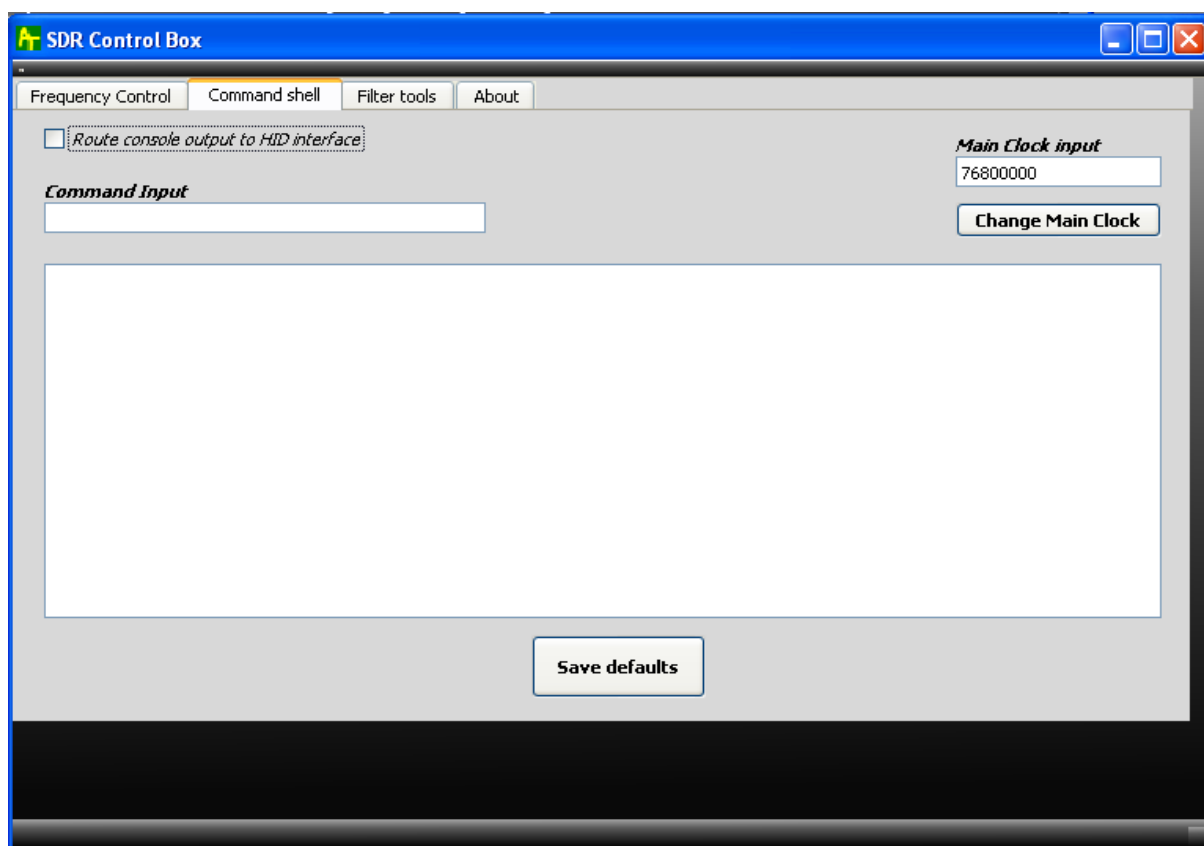 SDR Control Box
Frequency Control
Command shell
Filter tools
About
Route console output to HID interface
Main Clock input
76800000
Command Input
Change Main Clock
Save defaults